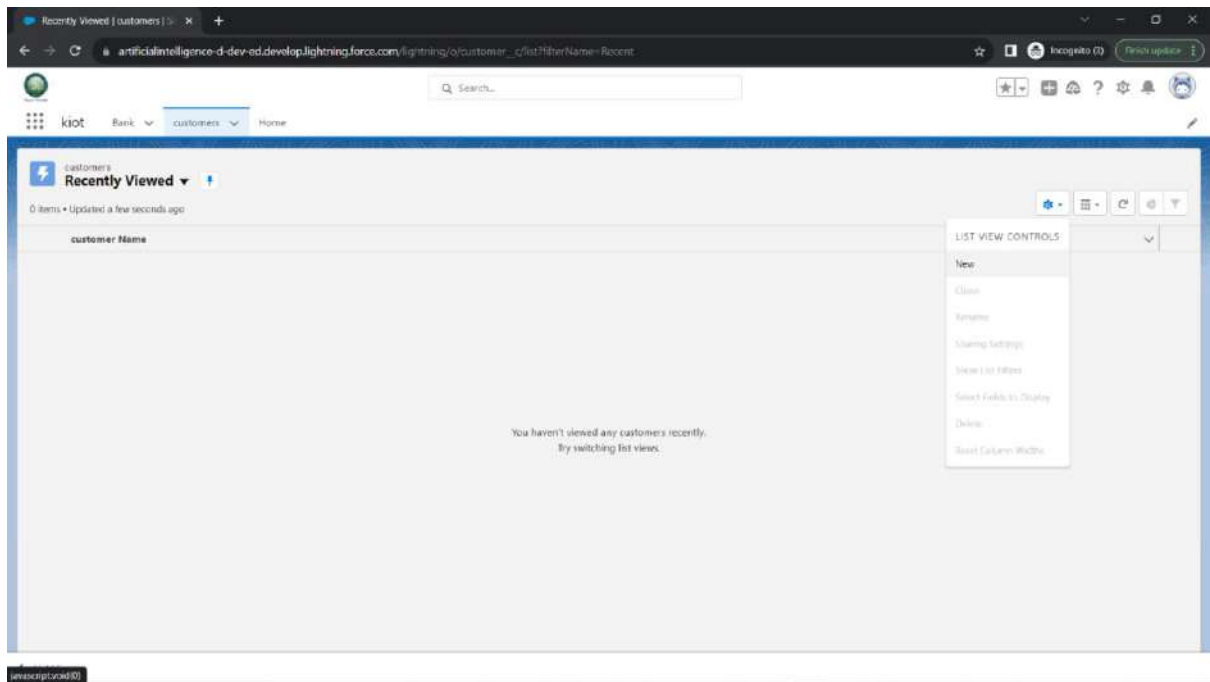 Recently Viewed | customers | S
artificialintelligence-d-dev-ed.develop.lightning.force.com/lightning/o/customer__c/list?filterName=Recent
Incognito (2)
Finish update
Search...
kiot
Bank
customers
Home
customers
Recently Viewed
0 items • Updated a few seconds ago
customer Name
LIST VIEW CONTROLS
New
Clone
Rename
Sharing Settings
Show List Filters
Select Fields to Display
Delete
Reset Column Widths
You haven't viewed any customers recently.
Try switching list views.
javascript:void(0)